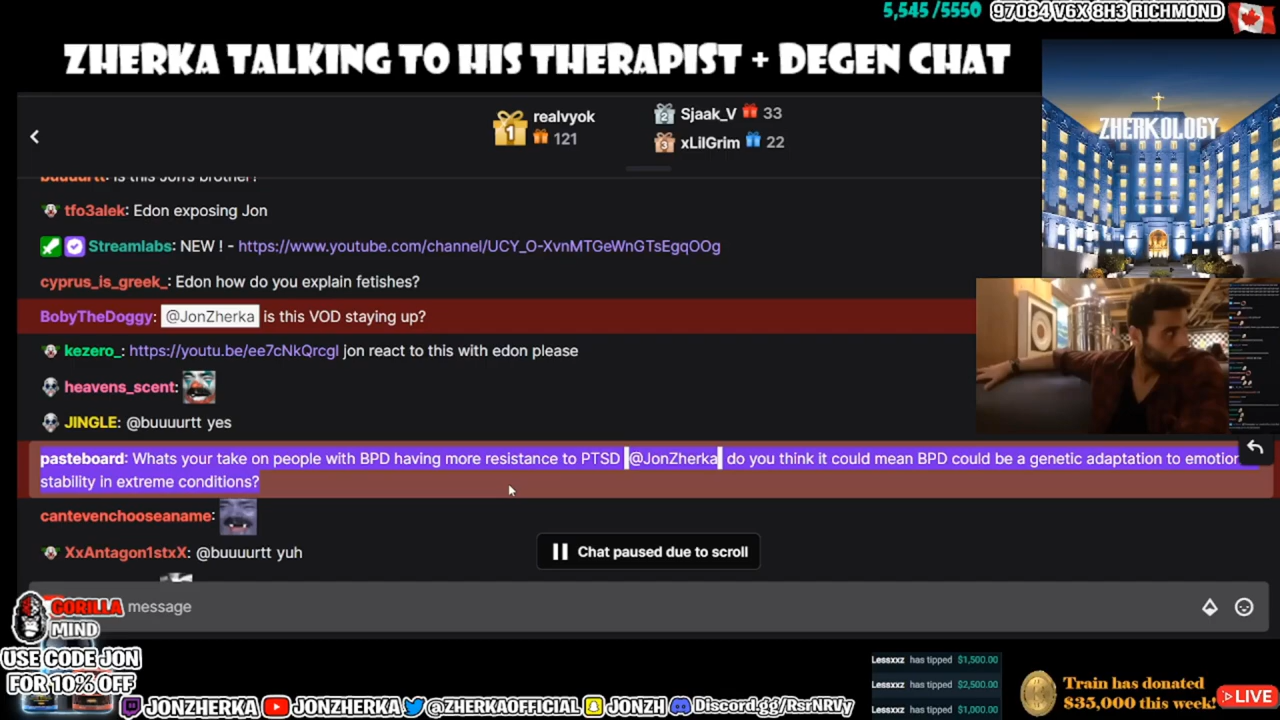 5,545 /5550
97084 V6X 8H3 RICHMOND
ZHERKA TALKING TO HIS THERAPIST + DEGEN CHAT
ZHERKOLOGY
1 realvyok
121
2 Sjaak_V 33
3 xLilGrim 22
buuuurtt: is this Jon's brother?
tfo3alek: Edon exposing Jon
Streamlabs: NEW ! - https://www.youtube.com/channel/UCY_O-XvnMTGeWnGTsEgqOOg
cyprus_is_greek_: Edon how do you explain fetishes?
BobyTheDoggy: @JonZherka is this VOD staying up?
kezero_: https://youtu.be/ee7cNkQrcgI jon react to this with edon please
heavens_scent:
JINGLE: @buuuurtt yes
pasteboard: Whats your take on people with BPD having more resistance to PTSD @JonZherka do you think it could mean BPD could be a genetic adaptation to emotion
stability in extreme conditions?
cantevenchooseaname:
XxAntagon1stxX: @buuuurtt yuh
Chat paused due to scroll
message
GORILLA
MIND
USE CODE JON
FOR 10% OFF
JONZHERKA JONZHERKA @ZHERKAOFFICIAL JONZH Discord.gg/RsrNRVy
Lessxxz has tipped $1,500.00
Lessxxz has tipped $2,500.00
Lessxxz has tipped $1,000.00
Train has donated
$35,000 this week!
LIVE